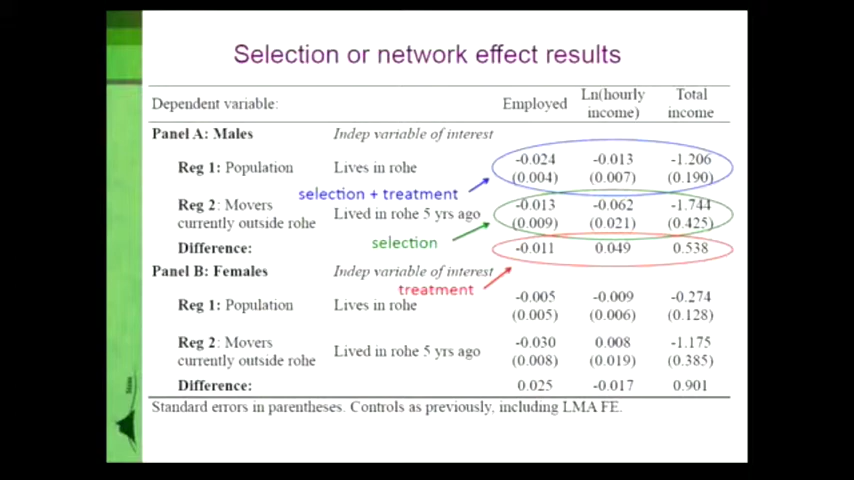 Selection or network effect results
Dependent variable: Employed Ln(hourly income) Total income
Panel A: Males Indep variable of interest
Reg 1: Population Lives in rohe -0.024 -0.013 -1.206
(0.004) (0.007) (0.190)
selection + treatment
Reg 2: Movers currently outside rohe Lived in rohe 5 yrs ago -0.013 -0.062 -1.744
(0.009) (0.021) (0.425)
selection
Difference: -0.011 0.049 0.538
Panel B: Females Indep variable of interest
treatment
Reg 1: Population Lives in rohe -0.005 -0.009 -0.274
(0.005) (0.006) (0.128)
Reg 2: Movers currently outside rohe Lived in rohe 5 yrs ago -0.030 0.008 -1.175
(0.008) (0.019) (0.385)
Difference: 0.025 -0.017 0.901
Standard errors in parentheses. Controls as previously, including LMA FE.